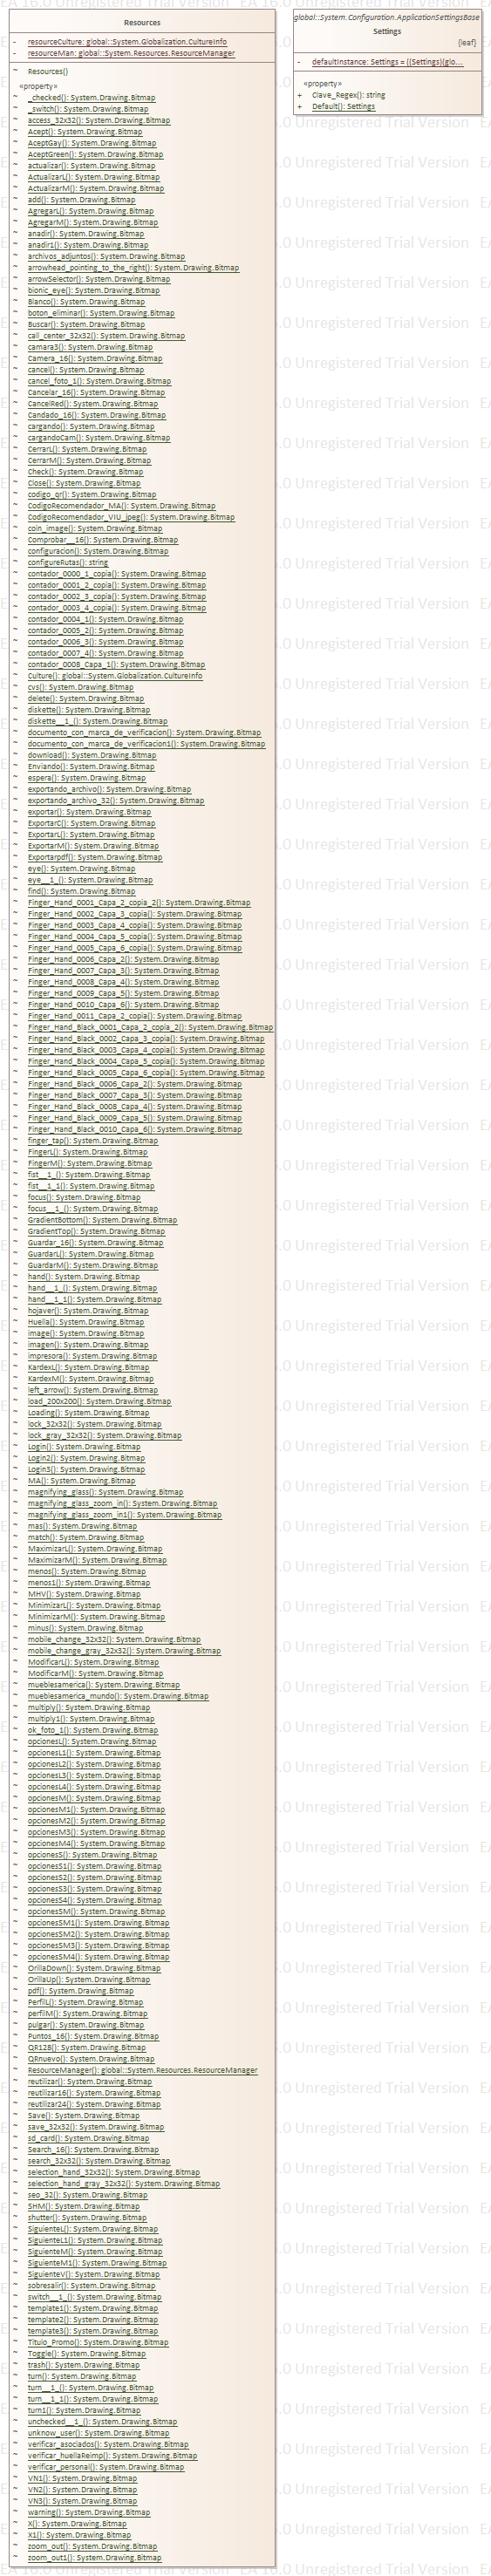 Resources
- resourceCulture: global::System.Globalization.CultureInfo
- resourceMan: global::System.Resources.ResourceManager
~ Resources()
«property»
~ _checked(): System.Drawing.Bitmap
~ _switch(): System.Drawing.Bitmap
~ access_32x32(): System.Drawing.Bitmap
~ Acept(): System.Drawing.Bitmap
~ AceptGay(): System.Drawing.Bitmap
~ AceptGreen(): System.Drawing.Bitmap
~ actualizar(): System.Drawing.Bitmap
~ ActualizarL(): System.Drawing.Bitmap
~ ActualizarM(): System.Drawing.Bitmap
~ add(): System.Drawing.Bitmap
~ AgregarL(): System.Drawing.Bitmap
~ AgregarM(): System.Drawing.Bitmap
~ anadir(): System.Drawing.Bitmap
~ anadir1(): System.Drawing.Bitmap
~ archivos_adjuntos(): System.Drawing.Bitmap
~ arrowhead_pointing_to_the_right(): System.Drawing.Bitmap
~ arrowSelector(): System.Drawing.Bitmap
~ bionic_eye(): System.Drawing.Bitmap
~ Blanco(): System.Drawing.Bitmap
~ boton_eliminar(): System.Drawing.Bitmap
~ Buscar(): System.Drawing.Bitmap
~ call_center_32x32(): System.Drawing.Bitmap
~ camara3(): System.Drawing.Bitmap
~ Camera_16(): System.Drawing.Bitmap
~ cancel(): System.Drawing.Bitmap
~ cancel_foto_1(): System.Drawing.Bitmap
~ Cancelar_16(): System.Drawing.Bitmap
~ CancelRed(): System.Drawing.Bitmap
~ Candado_16(): System.Drawing.Bitmap
~ cargando(): System.Drawing.Bitmap
~ cargandoCam(): System.Drawing.Bitmap
~ CerrarL(): System.Drawing.Bitmap
~ CerrarM(): System.Drawing.Bitmap
~ Check(): System.Drawing.Bitmap
~ Close(): System.Drawing.Bitmap
~ codigo_qr(): System.Drawing.Bitmap
~ CodigoRecomendador_MA(): System.Drawing.Bitmap
~ CodigoRecomendador_VIU_jpeg(): System.Drawing.Bitmap
~ coin_image(): System.Drawing.Bitmap
~ Comprobar__16(): System.Drawing.Bitmap
~ configuracion(): System.Drawing.Bitmap
~ configureRutas(): string
~ contador_0000_1_copia(): System.Drawing.Bitmap
~ contador_0001_2_copia(): System.Drawing.Bitmap
~ contador_0002_3_copia(): System.Drawing.Bitmap
~ contador_0003_4_copia(): System.Drawing.Bitmap
~ contador_0004_1(): System.Drawing.Bitmap
~ contador_0005_2(): System.Drawing.Bitmap
~ contador_0006_3(): System.Drawing.Bitmap
~ contador_0007_4(): System.Drawing.Bitmap
~ contador_0008_Capa_1(): System.Drawing.Bitmap
~ Culture(): global::System.Globalization.CultureInfo
~ cvs(): System.Drawing.Bitmap
~ delete(): System.Drawing.Bitmap
~ diskette(): System.Drawing.Bitmap
~ diskette__1_(): System.Drawing.Bitmap
~ documento_con_marca_de_verificacion(): System.Drawing.Bitmap
~ documento_con_marca_de_verificacion1(): System.Drawing.Bitmap
~ download(): System.Drawing.Bitmap
~ Enviando(): System.Drawing.Bitmap
~ espera(): System.Drawing.Bitmap
~ exportando_archivo(): System.Drawing.Bitmap
~ exportando_archivo_32(): System.Drawing.Bitmap
~ exportar(): System.Drawing.Bitmap
~ ExportarC(): System.Drawing.Bitmap
~ ExportarL(): System.Drawing.Bitmap
~ ExportarM(): System.Drawing.Bitmap
~ Exportarpdf(): System.Drawing.Bitmap
~ eye(): System.Drawing.Bitmap
~ eye__1_(): System.Drawing.Bitmap
~ find(): System.Drawing.Bitmap
~ Finger_Hand_0001_Capa_2_copia_2(): System.Drawing.Bitmap
~ Finger_Hand_0002_Capa_3_copia(): System.Drawing.Bitmap
~ Finger_Hand_0003_Capa_4_copia(): System.Drawing.Bitmap
~ Finger_Hand_0004_Capa_5_copia(): System.Drawing.Bitmap
~ Finger_Hand_0005_Capa_6_copia(): System.Drawing.Bitmap
~ Finger_Hand_0006_Capa_2(): System.Drawing.Bitmap
~ Finger_Hand_0007_Capa_3(): System.Drawing.Bitmap
~ Finger_Hand_0008_Capa_4(): System.Drawing.Bitmap
~ Finger_Hand_0009_Capa_5(): System.Drawing.Bitmap
~ Finger_Hand_0010_Capa_6(): System.Drawing.Bitmap
~ Finger_Hand_0011_Capa_2_copia(): System.Drawing.Bitmap
~ Finger_Hand_Black_0001_Capa_2_copia_2(): System.Drawing.Bitmap
~ Finger_Hand_Black_0002_Capa_3_copia(): System.Drawing.Bitmap
~ Finger_Hand_Black_0003_Capa_4_copia(): System.Drawing.Bitmap
~ Finger_Hand_Black_0004_Capa_5_copia(): System.Drawing.Bitmap
~ Finger_Hand_Black_0005_Capa_6_copia(): System.Drawing.Bitmap
~ Finger_Hand_Black_0006_Capa_2(): System.Drawing.Bitmap
~ Finger_Hand_Black_0007_Capa_3(): System.Drawing.Bitmap
~ Finger_Hand_Black_0008_Capa_4(): System.Drawing.Bitmap
~ Finger_Hand_Black_0009_Capa_5(): System.Drawing.Bitmap
~ Finger_Hand_Black_0010_Capa_6(): System.Drawing.Bitmap
~ finger_tap(): System.Drawing.Bitmap
~ FingerL(): System.Drawing.Bitmap
~ FingerM(): System.Drawing.Bitmap
~ fist__1_(): System.Drawing.Bitmap
~ fist__1_1(): System.Drawing.Bitmap
~ focus(): System.Drawing.Bitmap
~ focus__1_(): System.Drawing.Bitmap
~ GradientBottom(): System.Drawing.Bitmap
~ GradientTop(): System.Drawing.Bitmap
~ Guardar_16(): System.Drawing.Bitmap
~ GuardarL(): System.Drawing.Bitmap
~ GuardarM(): System.Drawing.Bitmap
~ hand(): System.Drawing.Bitmap
~ hand__1_(): System.Drawing.Bitmap
~ hand__1_1(): System.Drawing.Bitmap
~ hojaver(): System.Drawing.Bitmap
~ Huella(): System.Drawing.Bitmap
~ image(): System.Drawing.Bitmap
~ imagen(): System.Drawing.Bitmap
~ impresora(): System.Drawing.Bitmap
~ KardexL(): System.Drawing.Bitmap
~ KardexM(): System.Drawing.Bitmap
~ left_arrow(): System.Drawing.Bitmap
~ load_200x200(): System.Drawing.Bitmap
~ Loading(): System.Drawing.Bitmap
~ lock_32x32(): System.Drawing.Bitmap
~ lock_gray_32x32(): System.Drawing.Bitmap
~ Login(): System.Drawing.Bitmap
~ Login2(): System.Drawing.Bitmap
~ Login3(): System.Drawing.Bitmap
~ MA(): System.Drawing.Bitmap
~ magnifying_glass(): System.Drawing.Bitmap
~ magnifying_glass_zoom_in(): System.Drawing.Bitmap
~ magnifying_glass_zoom_in1(): System.Drawing.Bitmap
~ mas(): System.Drawing.Bitmap
~ match(): System.Drawing.Bitmap
~ MaximizarL(): System.Drawing.Bitmap
~ MaximizarM(): System.Drawing.Bitmap
~ menos(): System.Drawing.Bitmap
~ menos1(): System.Drawing.Bitmap
~ MHV(): System.Drawing.Bitmap
~ MinimizarL(): System.Drawing.Bitmap
~ MinimizarM(): System.Drawing.Bitmap
~ minus(): System.Drawing.Bitmap
~ mobile_change_32x32(): System.Drawing.Bitmap
~ mobile_change_gray_32x32(): System.Drawing.Bitmap
~ ModificarL(): System.Drawing.Bitmap
~ ModificarM(): System.Drawing.Bitmap
~ mueblesamerica(): System.Drawing.Bitmap
~ mueblesamerica_mundo(): System.Drawing.Bitmap
~ multiply(): System.Drawing.Bitmap
~ multiply1(): System.Drawing.Bitmap
~ ok_foto_1(): System.Drawing.Bitmap
~ opcionesL(): System.Drawing.Bitmap
~ opcionesL1(): System.Drawing.Bitmap
~ opcionesL2(): System.Drawing.Bitmap
~ opcionesL3(): System.Drawing.Bitmap
~ opcionesL4(): System.Drawing.Bitmap
~ opcionesM(): System.Drawing.Bitmap
~ opcionesM1(): System.Drawing.Bitmap
~ opcionesM2(): System.Drawing.Bitmap
~ opcionesM3(): System.Drawing.Bitmap
~ opcionesM4(): System.Drawing.Bitmap
~ opcionesS(): System.Drawing.Bitmap
~ opcionesS1(): System.Drawing.Bitmap
~ opcionesS2(): System.Drawing.Bitmap
~ opcionesS3(): System.Drawing.Bitmap
~ opcionesS4(): System.Drawing.Bitmap
~ opcionesSM(): System.Drawing.Bitmap
~ opcionesSM1(): System.Drawing.Bitmap
~ opcionesSM2(): System.Drawing.Bitmap
~ opcionesSM3(): System.Drawing.Bitmap
~ opcionesSM4(): System.Drawing.Bitmap
~ OrillaDown(): System.Drawing.Bitmap
~ OrillaUp(): System.Drawing.Bitmap
~ pdf(): System.Drawing.Bitmap
~ PerfilL(): System.Drawing.Bitmap
~ perfilM(): System.Drawing.Bitmap
~ pulgar(): System.Drawing.Bitmap
~ Puntos_16(): System.Drawing.Bitmap
~ QR128(): System.Drawing.Bitmap
~ QRnuevo(): System.Drawing.Bitmap
~ ResourceManager(): global::System.Resources.ResourceManager
~ reutilizar(): System.Drawing.Bitmap
~ reutilizar16(): System.Drawing.Bitmap
~ reutilizar24(): System.Drawing.Bitmap
~ Save(): System.Drawing.Bitmap
~ save_32x32(): System.Drawing.Bitmap
~ sd_card(): System.Drawing.Bitmap
~ Search_16(): System.Drawing.Bitmap
~ search_32x32(): System.Drawing.Bitmap
~ selection_hand_32x32(): System.Drawing.Bitmap
~ selection_hand_gray_32x32(): System.Drawing.Bitmap
~ seo_32(): System.Drawing.Bitmap
~ SHM(): System.Drawing.Bitmap
~ shutter(): System.Drawing.Bitmap
~ SiguienteL(): System.Drawing.Bitmap
~ SiguienteL1(): System.Drawing.Bitmap
~ SiguienteM(): System.Drawing.Bitmap
~ SiguienteM1(): System.Drawing.Bitmap
~ SiguienteV(): System.Drawing.Bitmap
~ sobresalir(): System.Drawing.Bitmap
~ switch__1_(): System.Drawing.Bitmap
~ template1(): System.Drawing.Bitmap
~ template2(): System.Drawing.Bitmap
~ template3(): System.Drawing.Bitmap
~ Titulo_Promo(): System.Drawing.Bitmap
~ Toggle(): System.Drawing.Bitmap
~ trash(): System.Drawing.Bitmap
~ turn(): System.Drawing.Bitmap
~ turn__1_(): System.Drawing.Bitmap
~ turn__1_1(): System.Drawing.Bitmap
~ turn1(): System.Drawing.Bitmap
~ unchecked__1_(): System.Drawing.Bitmap
~ unknow_user(): System.Drawing.Bitmap
~ verificar_asociados(): System.Drawing.Bitmap
~ verificar_huellaReimp(): System.Drawing.Bitmap
~ verificar_personal(): System.Drawing.Bitmap
~ VN1(): System.Drawing.Bitmap
~ VN2(): System.Drawing.Bitmap
~ VN3(): System.Drawing.Bitmap
~ warning(): System.Drawing.Bitmap
~ X(): System.Drawing.Bitmap
~ X1(): System.Drawing.Bitmap
~ zoom_out(): System.Drawing.Bitmap
~ zoom_out1(): System.Drawing.Bitmap
global::System.Configuration.ApplicationSettingsBase
Settings
{leaf}
- defaultInstance: Settings = ((Settings)(glo...
«property»
+ Clave_Regex(): string
+ Default(): Settings